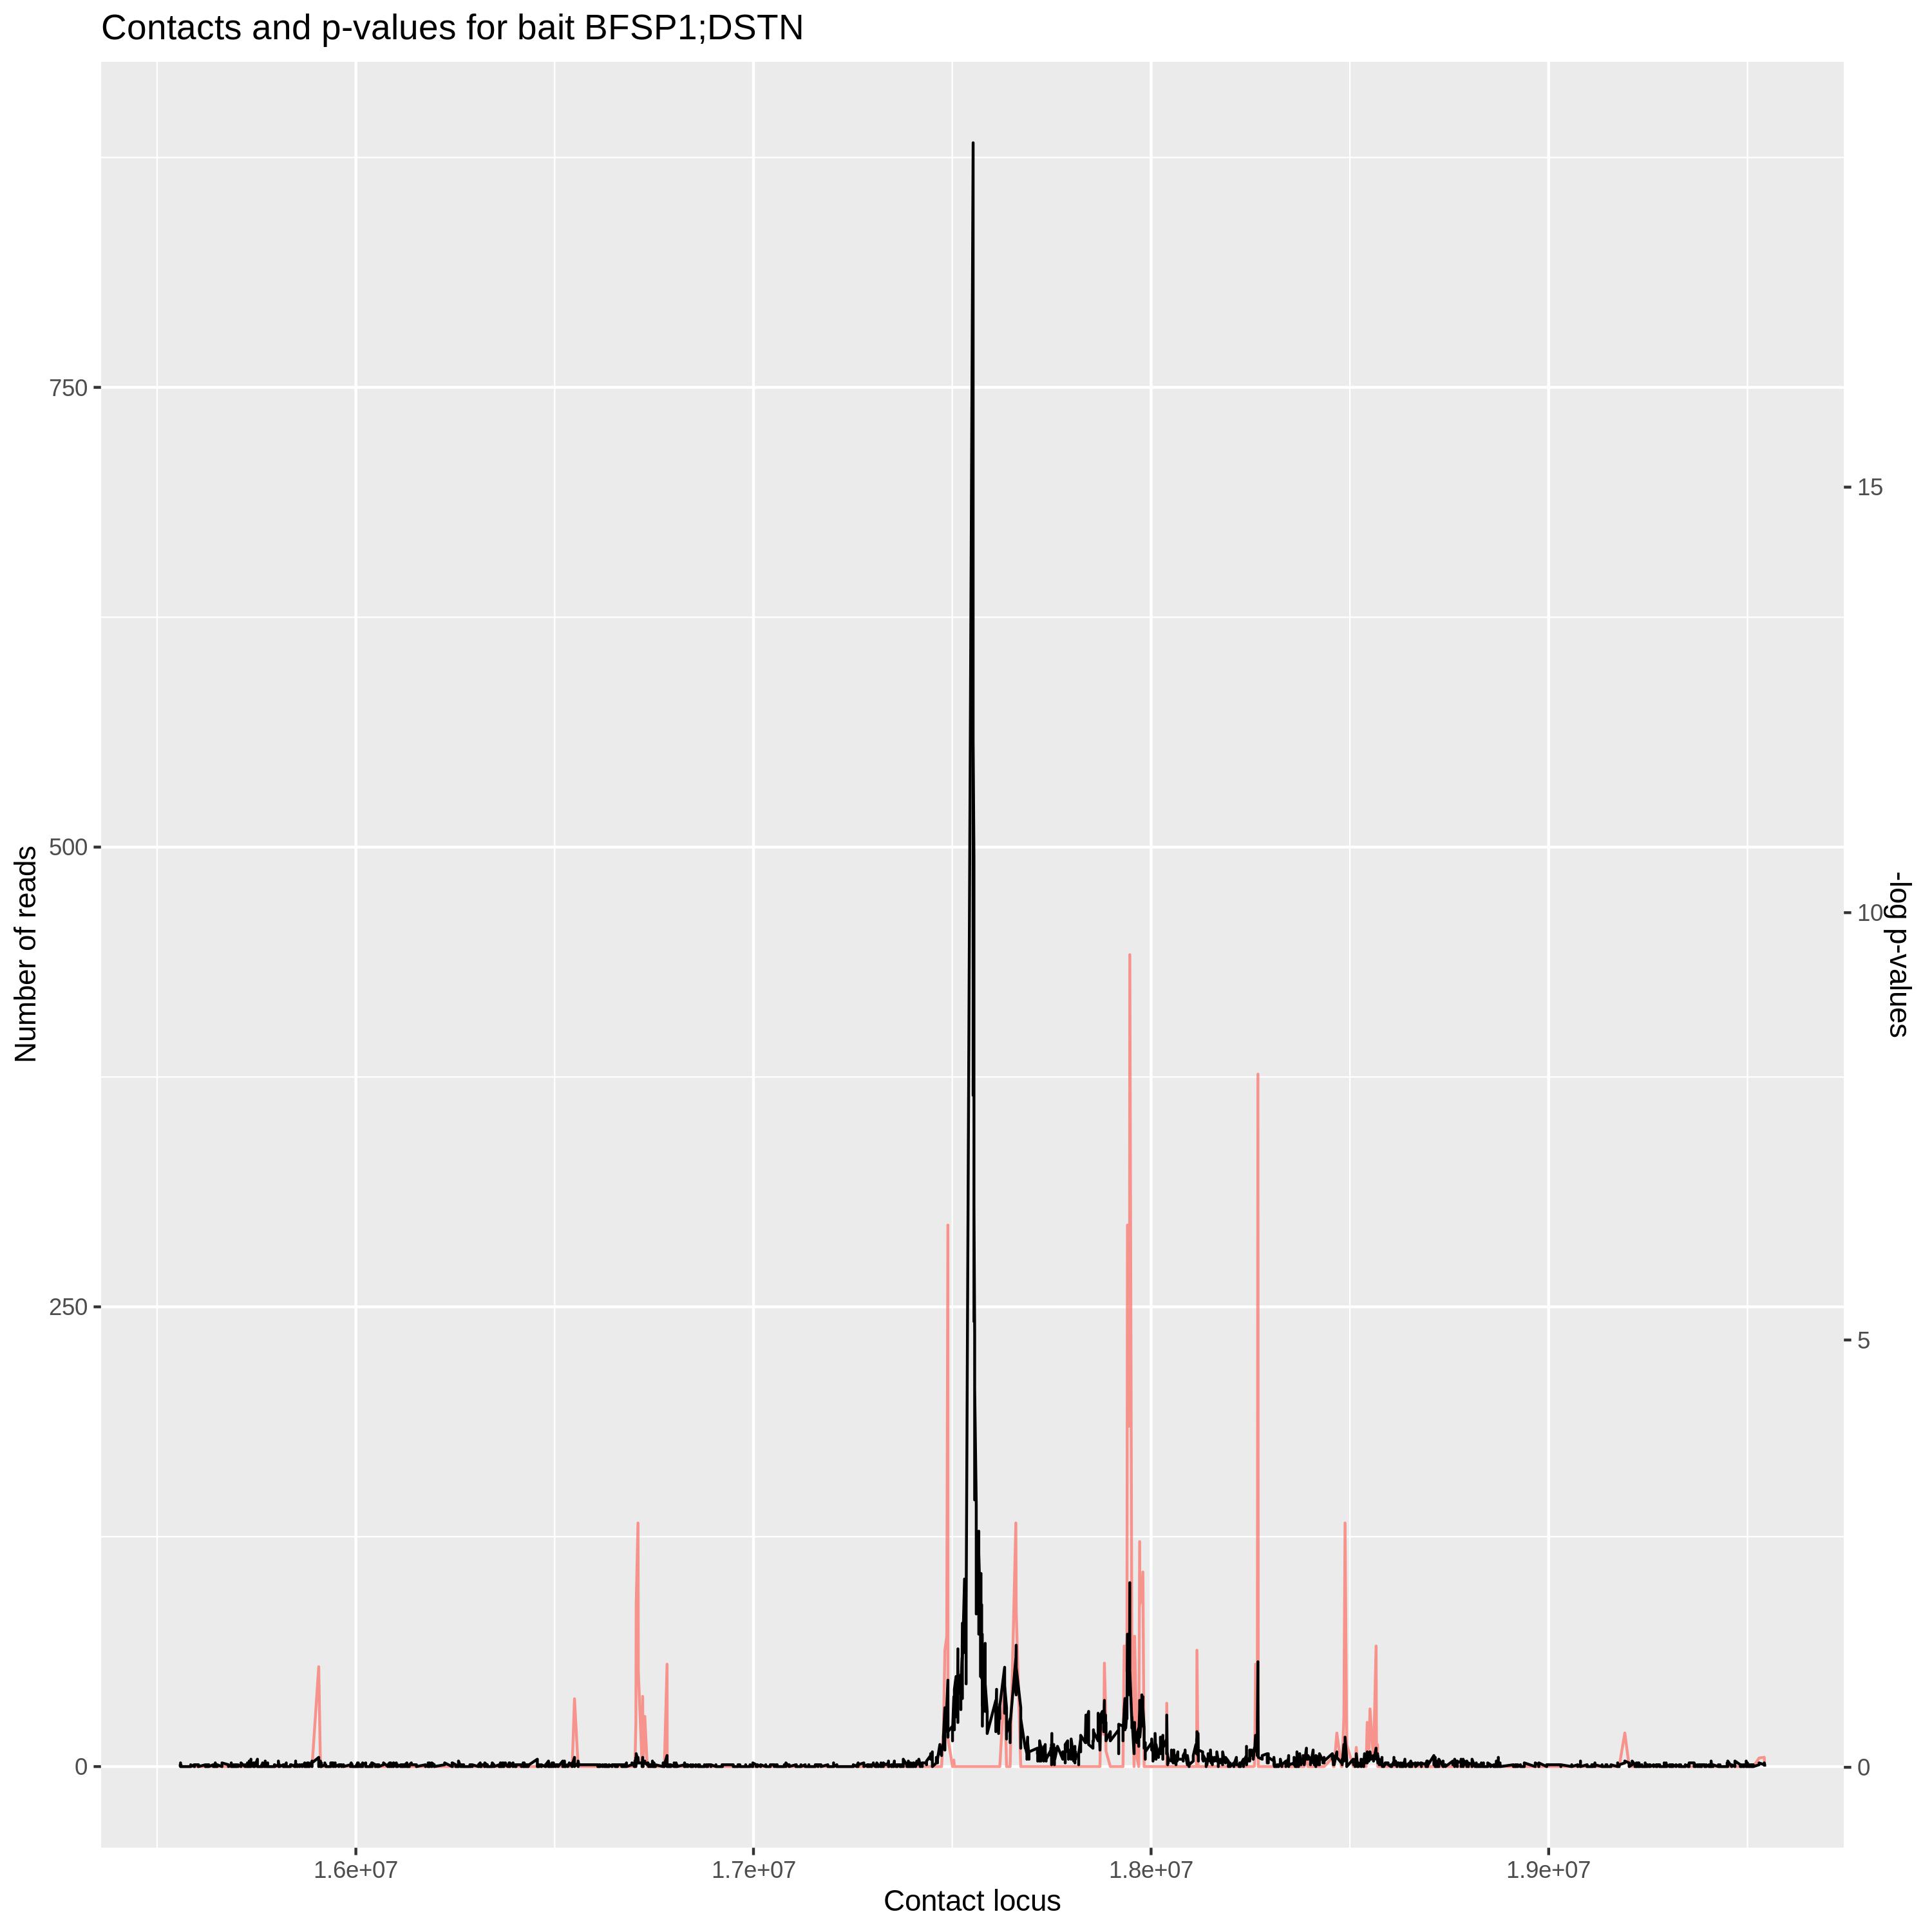 Contacts and p-values for bait BFSP1;DSTN
Number of reads
750
500
250
0
15
10
5
0
-log p-values
1.6e+07
1.7e+07
1.8e+07
1.9e+07
Contact locus